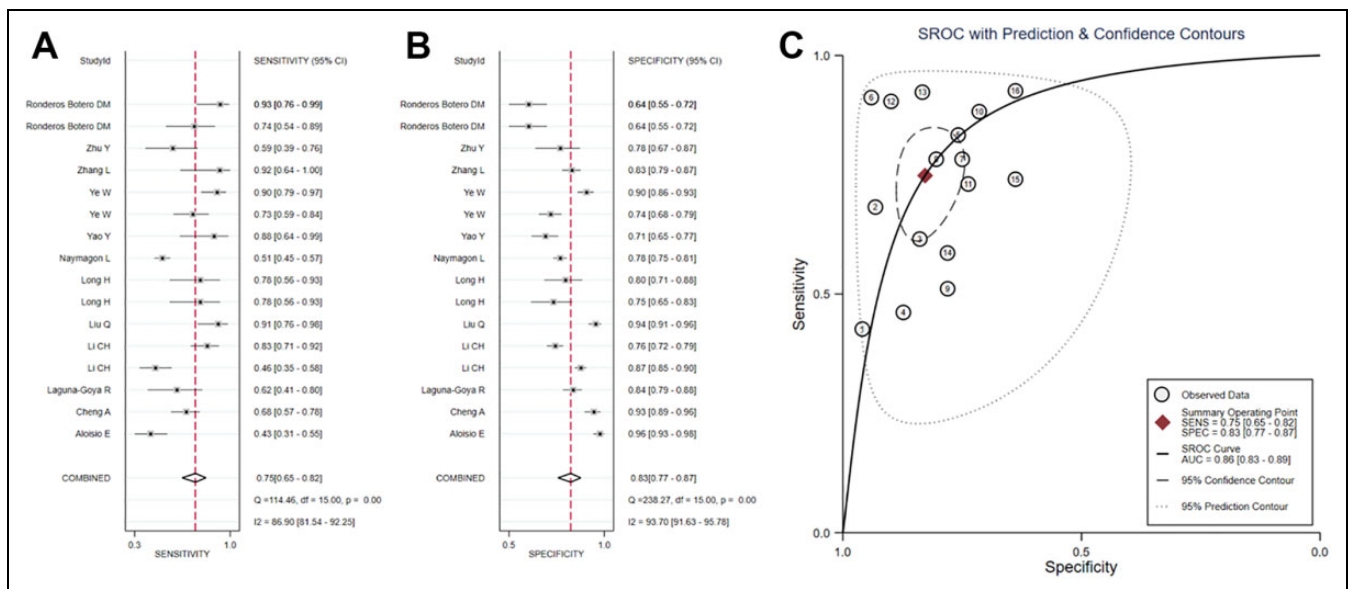 A
StudyId SENSITIVITY (95% CI)
Ronderos Botero DM 0.93 [0.76 - 0.99]
Ronderos Botero DM 0.74 [0.54 - 0.89]
Zhu Y 0.59 [0.39 - 0.76]
Zhang L 0.92 [0.64 - 1.00]
Ye W 0.90 [0.79 - 0.97]
Ye W 0.73 [0.59 - 0.84]
Yao Y 0.88 [0.64 - 0.99]
Naymagon L 0.51 [0.45 - 0.57]
Long H 0.78 [0.56 - 0.93]
Long H 0.78 [0.56 - 0.93]
Liu Q 0.91 [0.76 - 0.98]
Li CH 0.83 [0.71 - 0.92]
Li CH 0.46 [0.35 - 0.58]
Laguna-Goya R 0.62 [0.41 - 0.80]
Cheng A 0.68 [0.57 - 0.78]
Aloisio E 0.43 [0.31 - 0.55]
COMBINED 0.75[0.65 - 0.82]
Q =114.46, df = 15.00, p = 0.00
I2 = 86.90 [81.54 - 92.25]
0.3 1.0
SENSITIVITY
B
StudyId SPECIFICITY (95% CI)
Ronderos Botero DM 0.64 [0.55 - 0.72]
Ronderos Botero DM 0.64 [0.55 - 0.72]
Zhu Y 0.78 [0.67 - 0.87]
Zhang L 0.83 [0.79 - 0.87]
Ye W 0.90 [0.86 - 0.93]
Ye W 0.74 [0.68 - 0.79]
Yao Y 0.71 [0.65 - 0.77]
Naymagon L 0.78 [0.75 - 0.81]
Long H 0.80 [0.71 - 0.88]
Long H 0.75 [0.65 - 0.83]
Liu Q 0.94 [0.91 - 0.96]
Li CH 0.76 [0.72 - 0.79]
Li CH 0.87 [0.85 - 0.90]
Laguna-Goya R 0.84 [0.79 - 0.88]
Cheng A 0.93 [0.89 - 0.96]
Aloisio E 0.96 [0.93 - 0.98]
COMBINED 0.83[0.77 - 0.87]
Q =238.27, df = 15.00, p = 0.00
I2 = 93.70 [91.63 - 95.78]
0.5 1.0
SPECIFICITY
C
SROC with Prediction & Confidence Contours
1.0
Sensitivity
0.5
0.0
6
12
13
16
10
7
11
15
2
3
14
9
4
1
Observed Data
Summary Operating Point
SENS = 0.75 [0.65 - 0.82]
SPEC = 0.83 [0.77 - 0.87]
SROC Curve
AUC = 0.86 [0.83 - 0.89]
95% Confidence Contour
95% Prediction Contour
1.0 0.5 0.0
Specificity